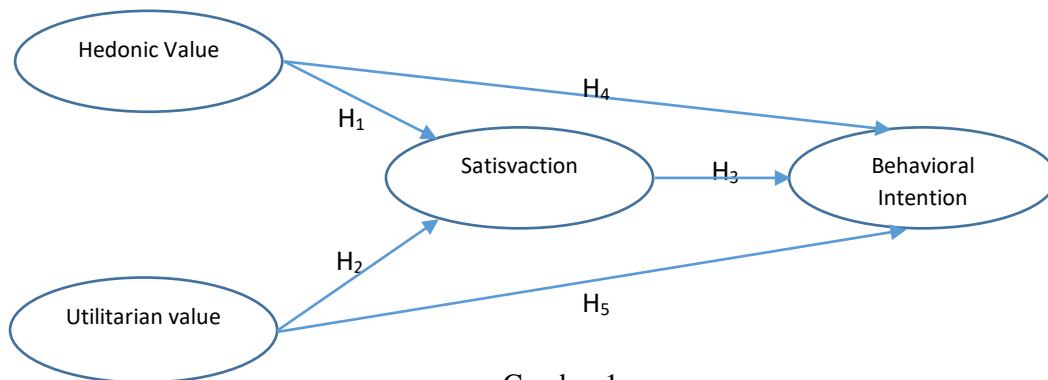 Hedonic Value
H₄
H₁
Satisvaction
H₃
Behavioral
Intention
H₂
Utilitarian value
H₅